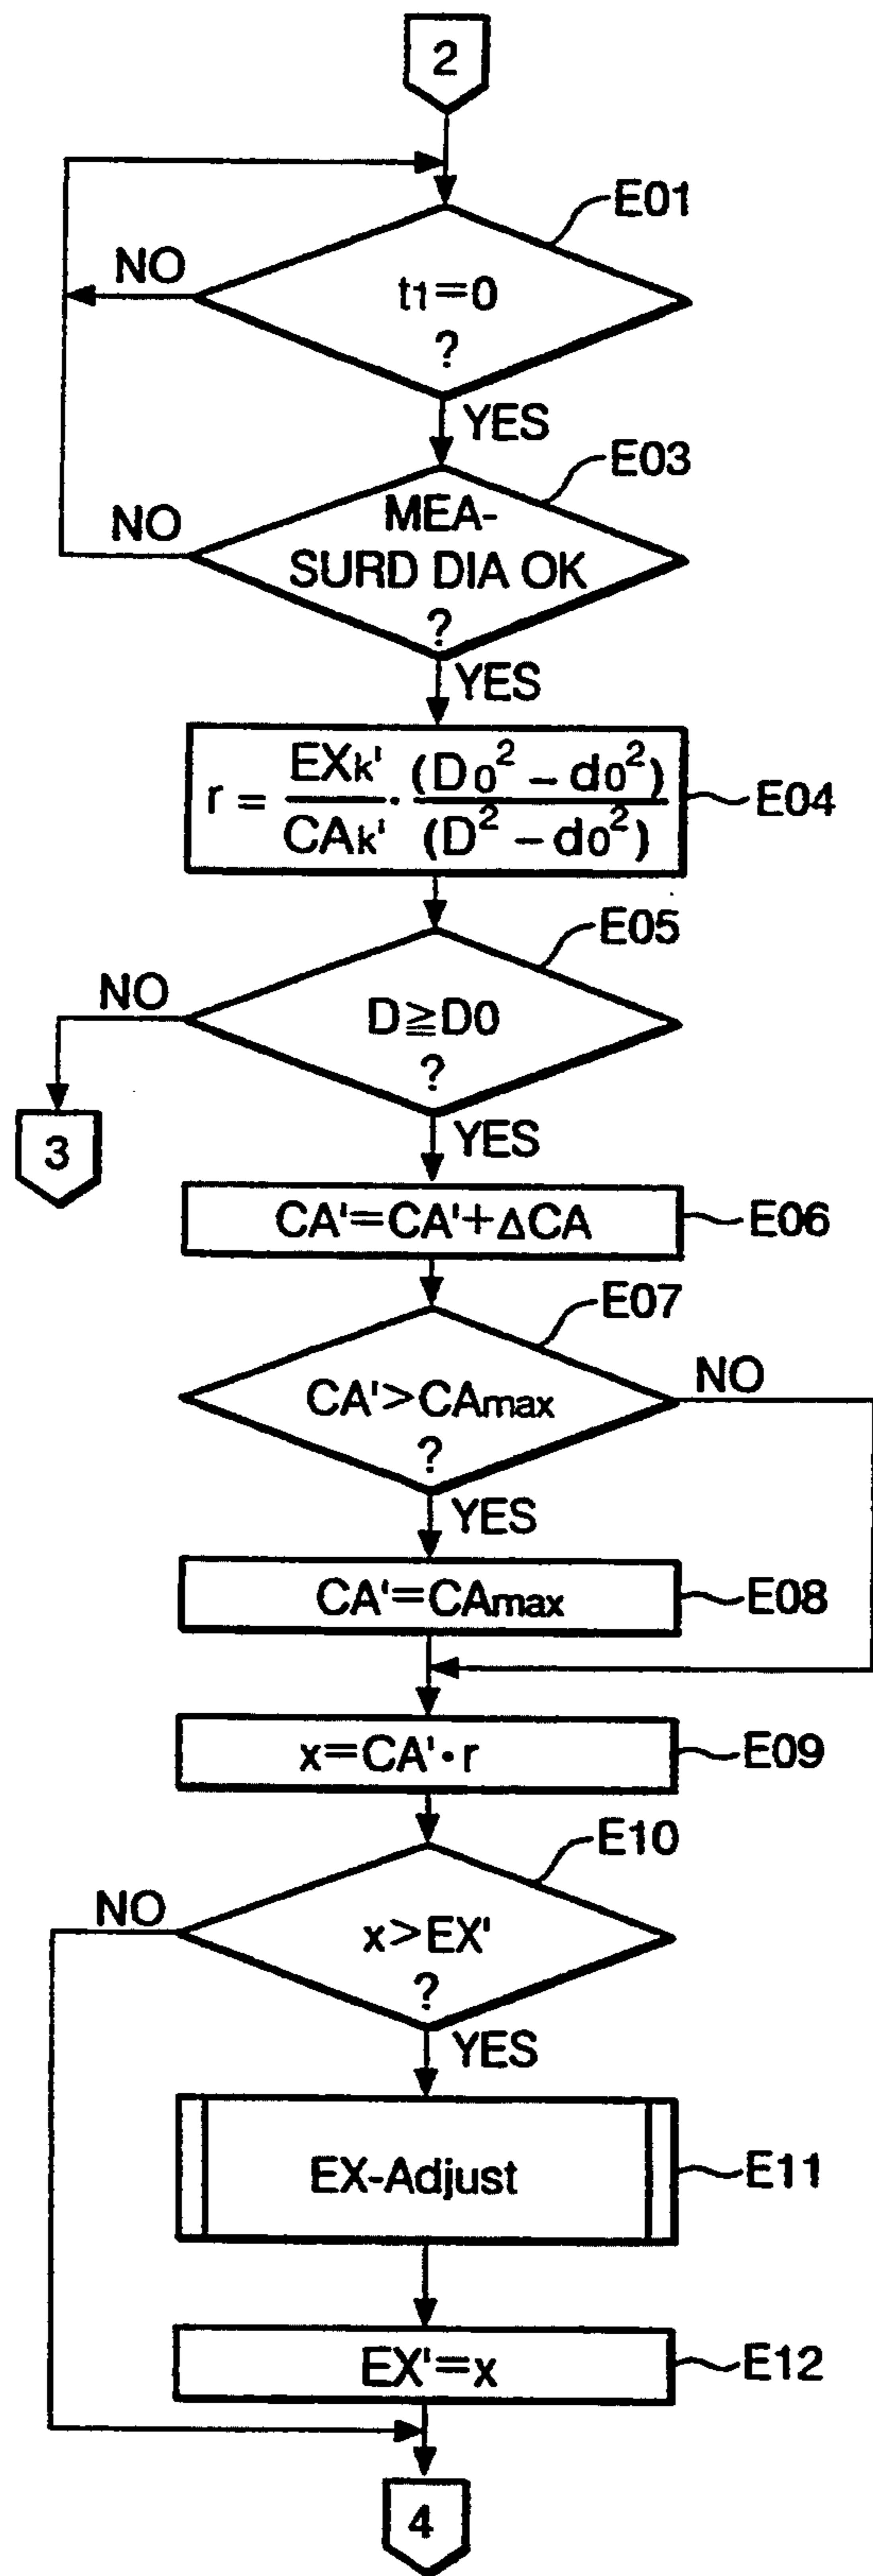 2
E01
NO
t1=0
?
YES
E03
NO
MEA-
SURD DIA OK
?
YES
r = EXk'/CAk' · (D0² – d0²)/(D² – d0²)
E04
E05
NO
D≧D0
?
3
YES
CA'=CA'+ΔCA
E06
E07
NO
CA'>CAmax
?
YES
CA'=CAmax
E08
x=CA'·r
E09
E10
NO
x>EX'
?
YES
EX-Adjust
E11
EX'=x
E12
4